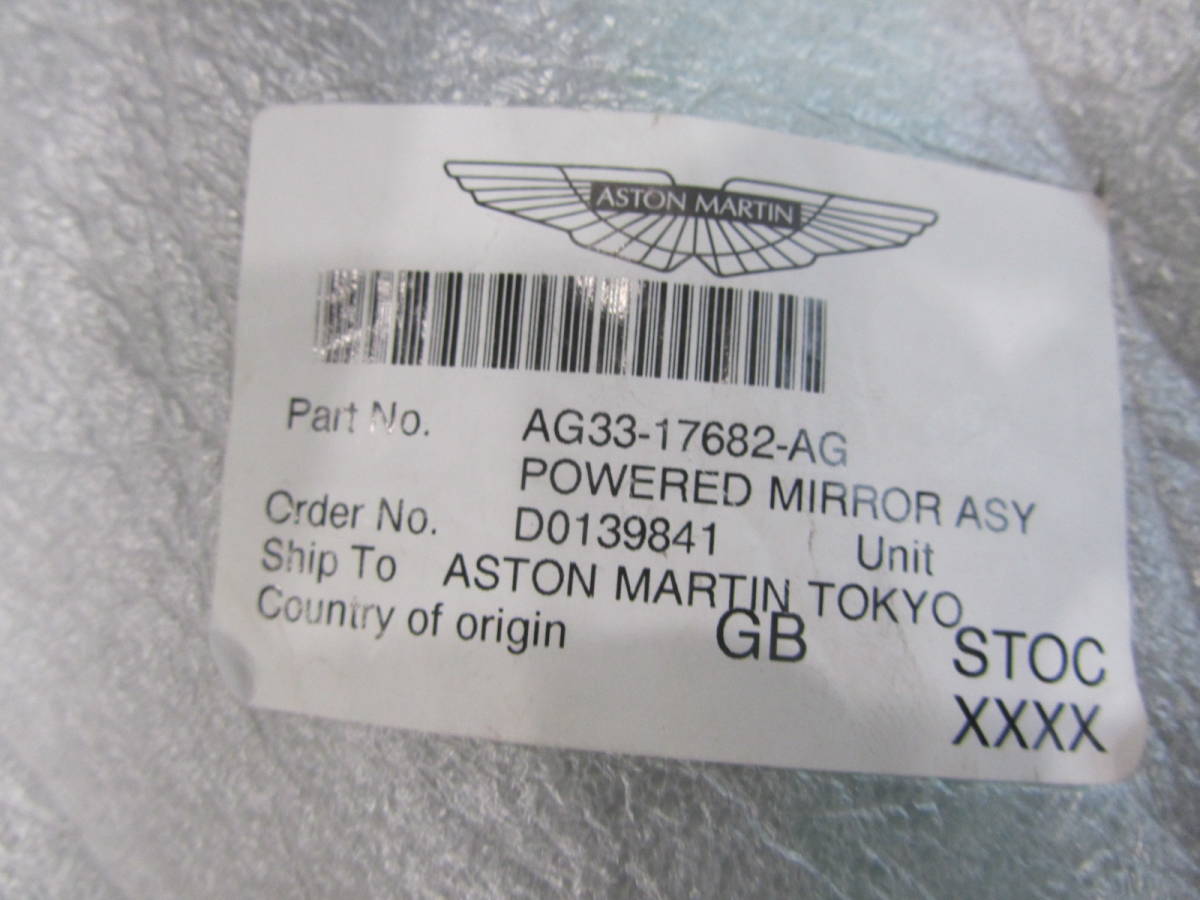 ASTON MARTIN
Part No. AG33-17682-AG
POWERED MIRROR ASY
Order No. D0139841 Unit
Ship To ASTON MARTIN TOKYO
Country of origin GB STOC
XXXX